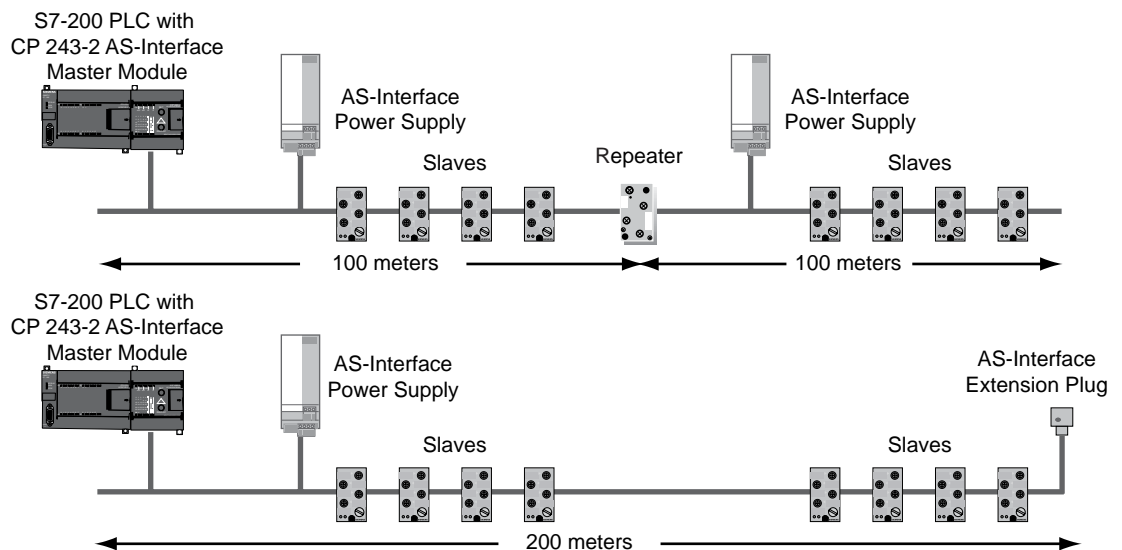 S7-200 PLC with
CP 243-2 AS-Interface
Master Module
AS-Interface
Power Supply
Slaves
Repeater
AS-Interface
Power Supply
Slaves
100 meters
100 meters
S7-200 PLC with
CP 243-2 AS-Interface
Master Module
AS-Interface
Power Supply
Slaves
Slaves
AS-Interface
Extension Plug
200 meters